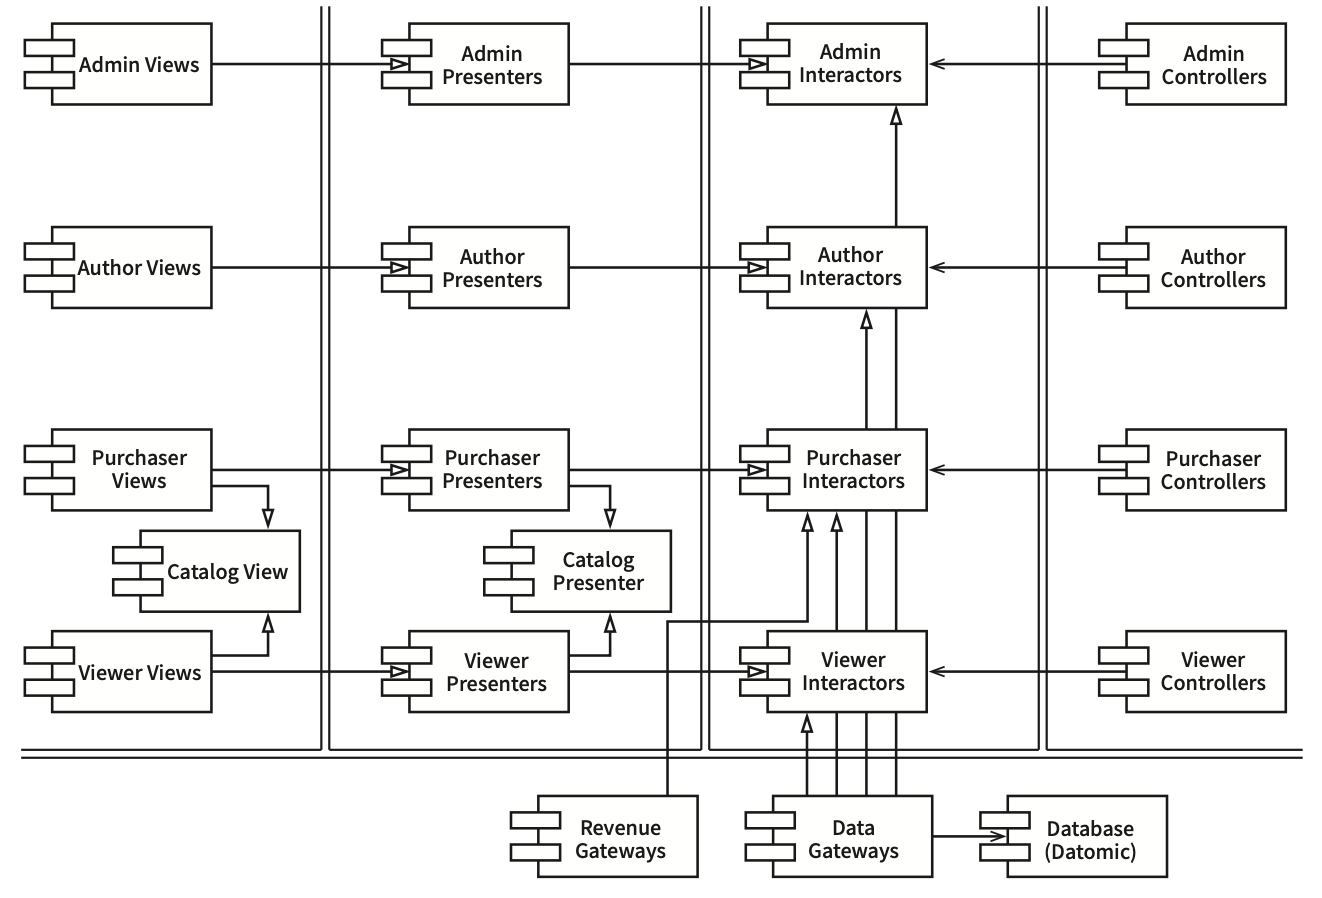 Admin Views
Admin
Presenters
Admin
Interactors
Admin
Controllers
Author Views
Author
Presenters
Author
Interactors
Author
Controllers
Purchaser
Views
Purchaser
Presenters
Purchaser
Interactors
Purchaser
Controllers
Catalog View
Catalog
Presenter
Viewer Views
Viewer
Presenters
Viewer
Interactors
Viewer
Controllers
Revenue
Gateways
Data
Gateways
Database
(Datomic)